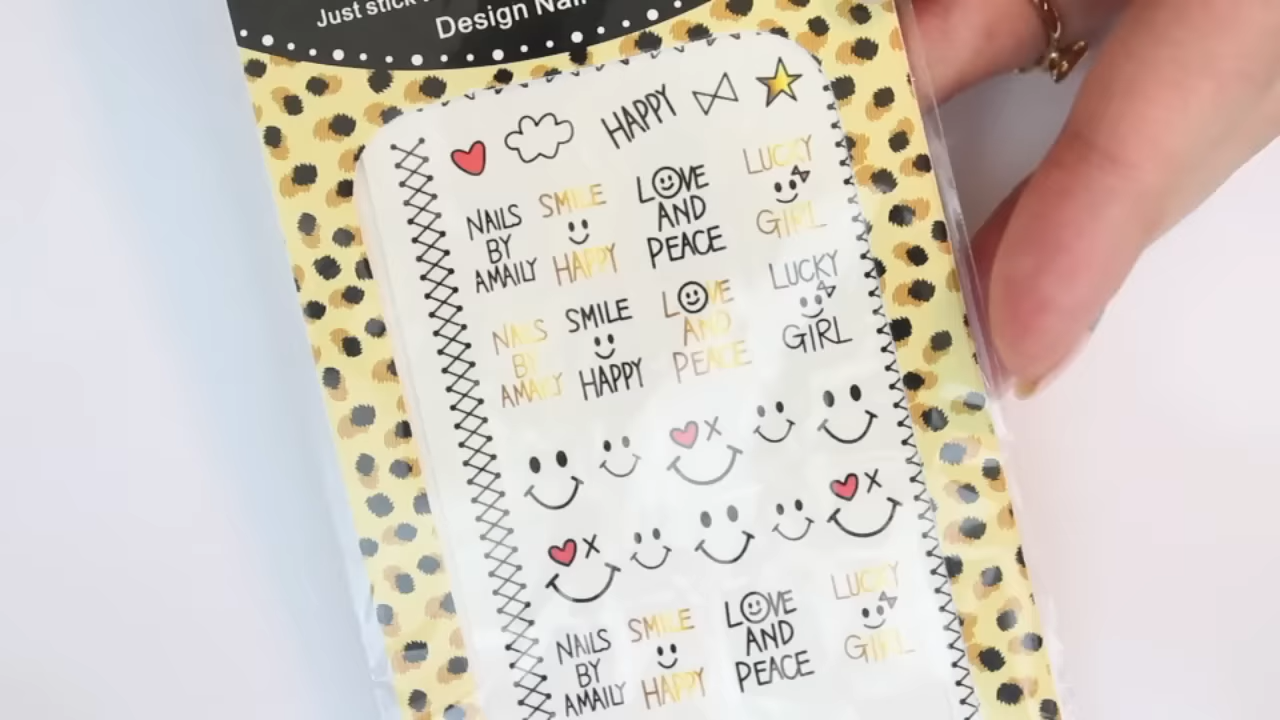 Just stick
Design Nail
HAPPY
NAILS
BY
AMAILY
SMILE
HAPPY
LOVE
AND
PEACE
LUCKY
GIRL
NAILS
BY
AMAILY
SMILE
HAPPY
LOVE
AND
PEACE
LUCKY
GIRL
NAILS
BY
AMAILY
SMILE
HAPPY
LOVE
AND
PEACE
LUCKY
GIRL